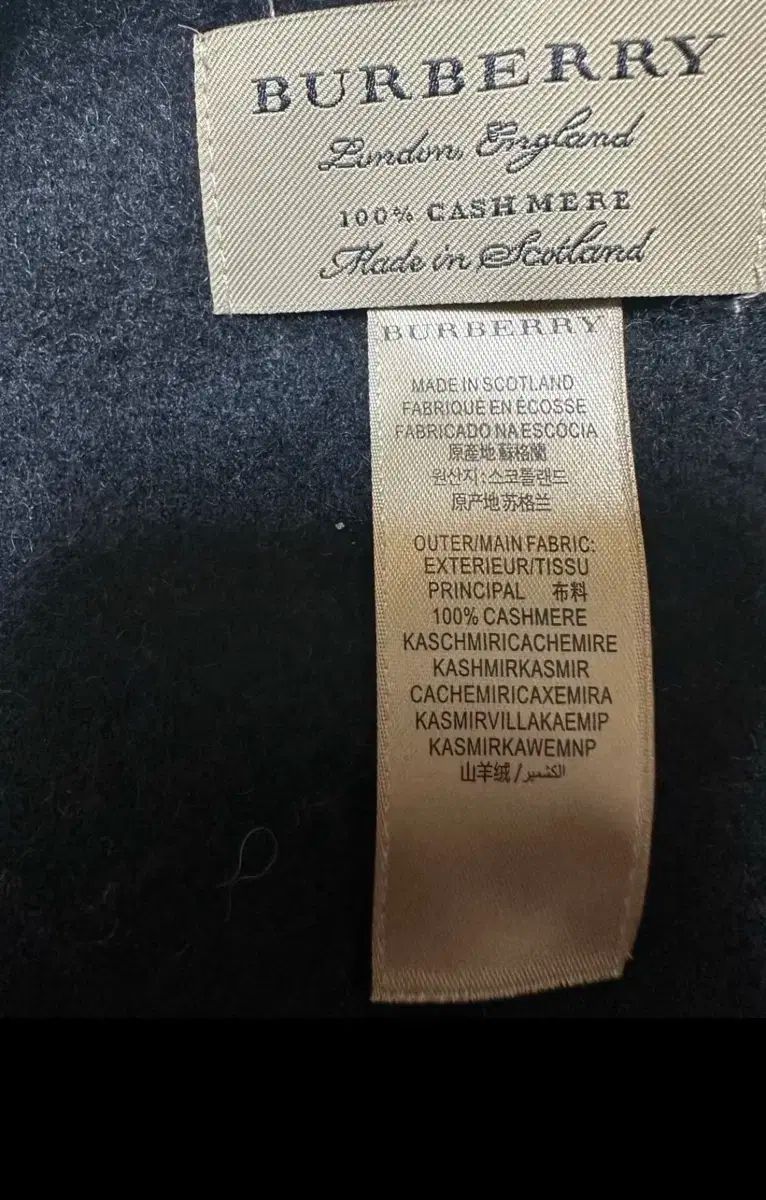 BURBERRY
London, England
100% CASHMERE
Made in Scotland
BURBERRY
MADE IN SCOTLAND
FABRIQUÉ EN ÉCOSSE
FABRICADO NA ESCOCIA
原産地 蘇格蘭
원산지:스코틀랜드
原产地 苏格兰
OUTER/MAIN FABRIC:
EXTERIEUR/TISSU
PRINCIPAL 布料
100% CASHMERE
KASCHMIRICACHEMIRE
KASHMIRKASMIR
CACHEMIRICAXEMIRA
KASMIRVILLAKAEMIP
KASMIRKAWEMNP
山羊绒/الكشمير